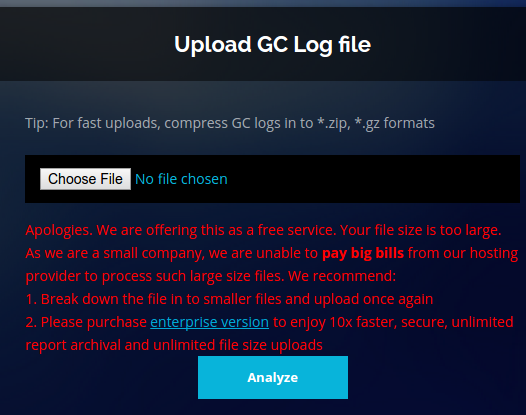 Upload GC Log file
Tip: For fast uploads, compress GC logs in to *.zip, *.gz formats
Choose File No file chosen
Apologies. We are offering this as a free service. Your file size is too large.
As we are a small company, we are unable to pay big bills from our hosting
provider to process such large size files. We recommend:
1. Break down the file in to smaller files and upload once again
2. Please purchase enterprise version to enjoy 10x faster, secure, unlimited
report archival and unlimited file size uploads
Analyze